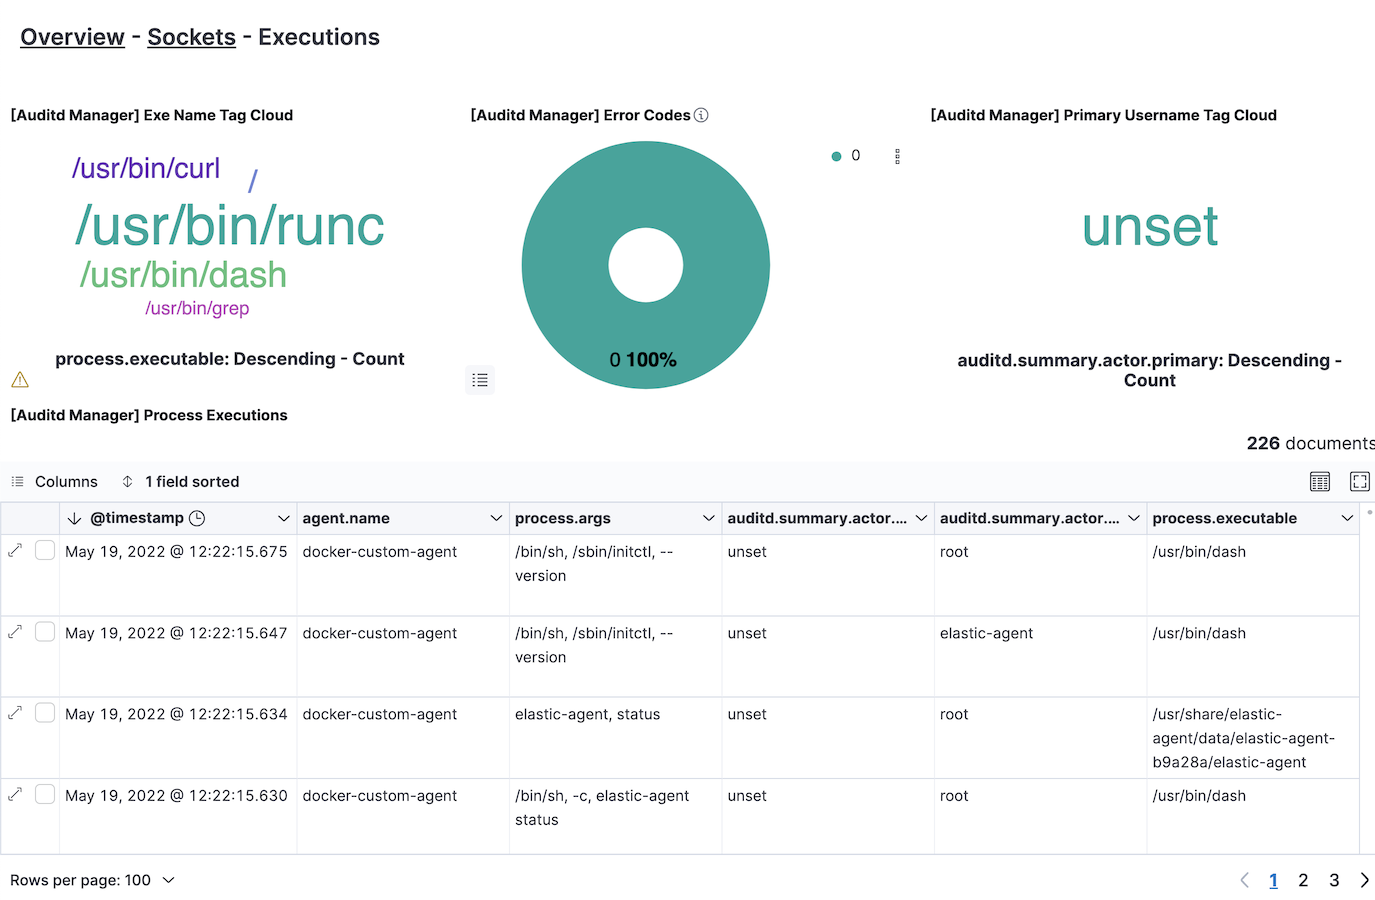 Overview - Sockets - Executions
[Auditd Manager] Exe Name Tag Cloud
[Auditd Manager] Error Codes
[Auditd Manager] Primary Username Tag Cloud
/usr/bin/curl
/
/usr/bin/runc
/usr/bin/dash
/usr/bin/grep
process.executable: Descending - Count
0
0 100%
unset
auditd.summary.actor.primary: Descending -
Count
[Auditd Manager] Process Executions
226 documents
Columns 1 field sorted
@timestamp agent.name process.args auditd.summary.actor.... auditd.summary.actor.... process.executable
May 19, 2022 @ 12:22:15.675 docker-custom-agent /bin/sh, /sbin/initctl, -- unset root /usr/bin/dash
version
May 19, 2022 @ 12:22:15.647 docker-custom-agent /bin/sh, /sbin/initctl, -- unset elastic-agent /usr/bin/dash
version
May 19, 2022 @ 12:22:15.634 docker-custom-agent elastic-agent, status unset root /usr/share/elastic-
agent/data/elastic-agent-
b9a28a/elastic-agent
May 19, 2022 @ 12:22:15.630 docker-custom-agent /bin/sh, -c, elastic-agent unset root /usr/bin/dash
status
Rows per page: 100
1 2 3